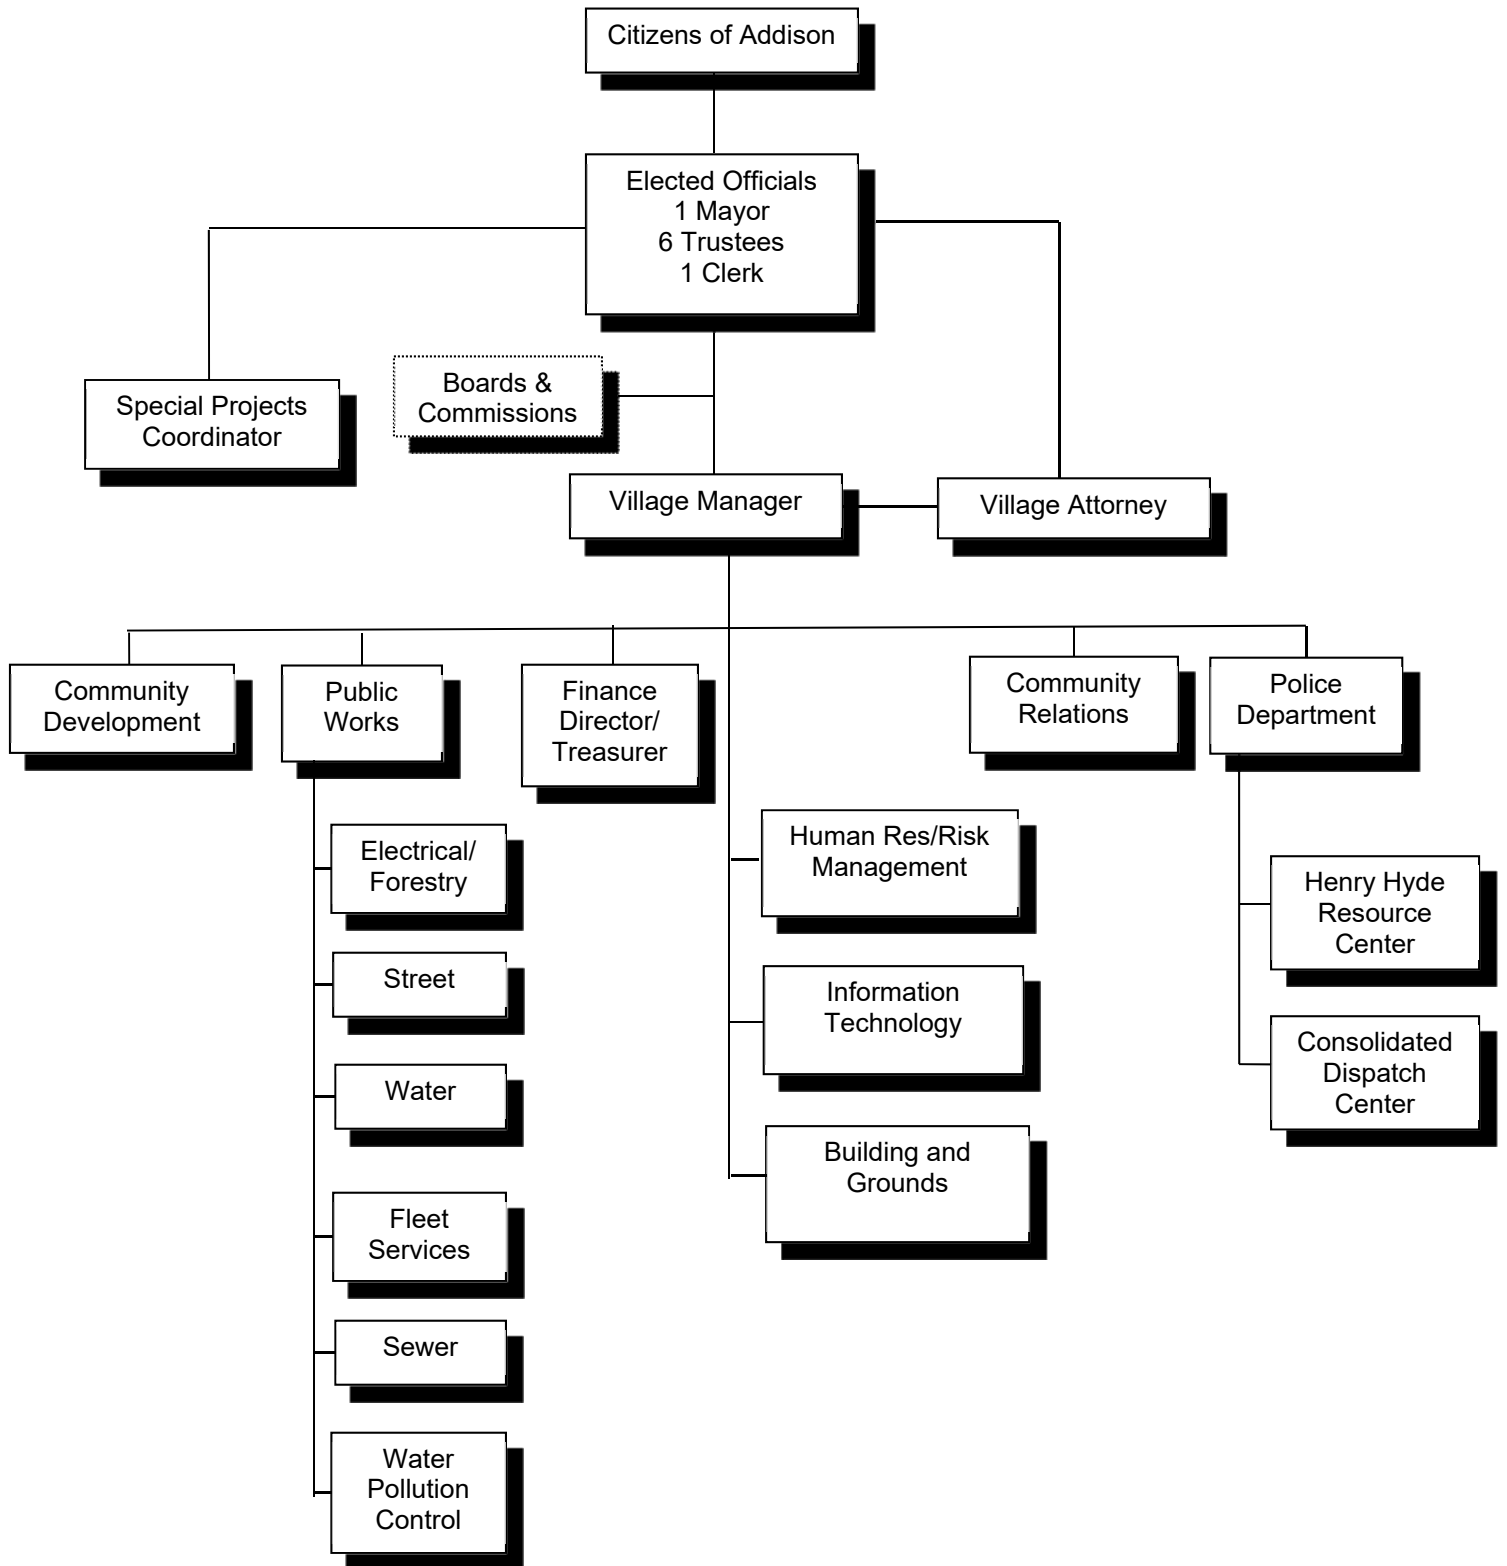 Citizens of Addison
Elected Officials
1 Mayor
6 Trustees
1 Clerk
Boards &
Commissions
Special Projects
Coordinator
Village Manager
Village Attorney
Community
Development
Public
Works
Finance
Director/
Treasurer
Community
Relations
Police
Department
Electrical/
Forestry
Street
Water
Fleet
Services
Sewer
Water
Pollution
Control
Human Res/Risk
Management
Information
Technology
Building and
Grounds
Henry Hyde
Resource
Center
Consolidated
Dispatch
Center